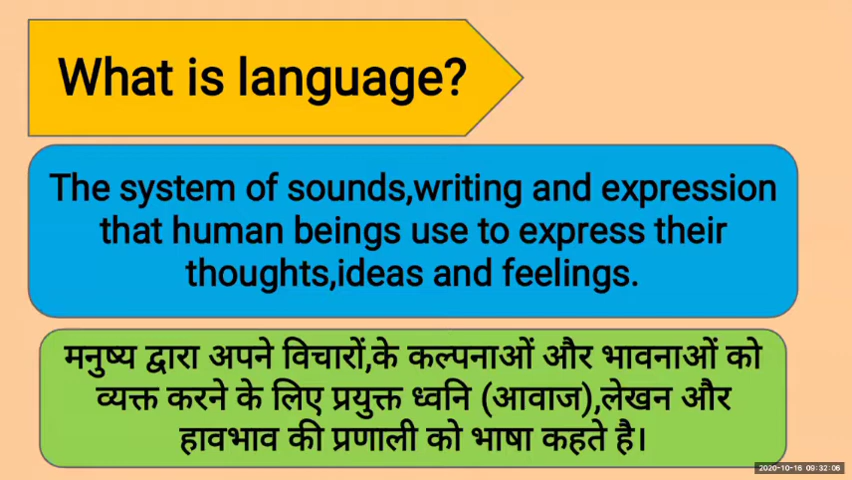 What is language?
The system of sounds,writing and expression
that human beings use to express their
thoughts,ideas and feelings.
मनुष्य द्वारा अपने विचारों,के कल्पनाओं और भावनाओं को
व्यक्त करने के लिए प्रयुक्त ध्वनि (आवाज),लेखन और
हावभाव की प्रणाली को भाषा कहते है।
2020-10-16 09:32:06